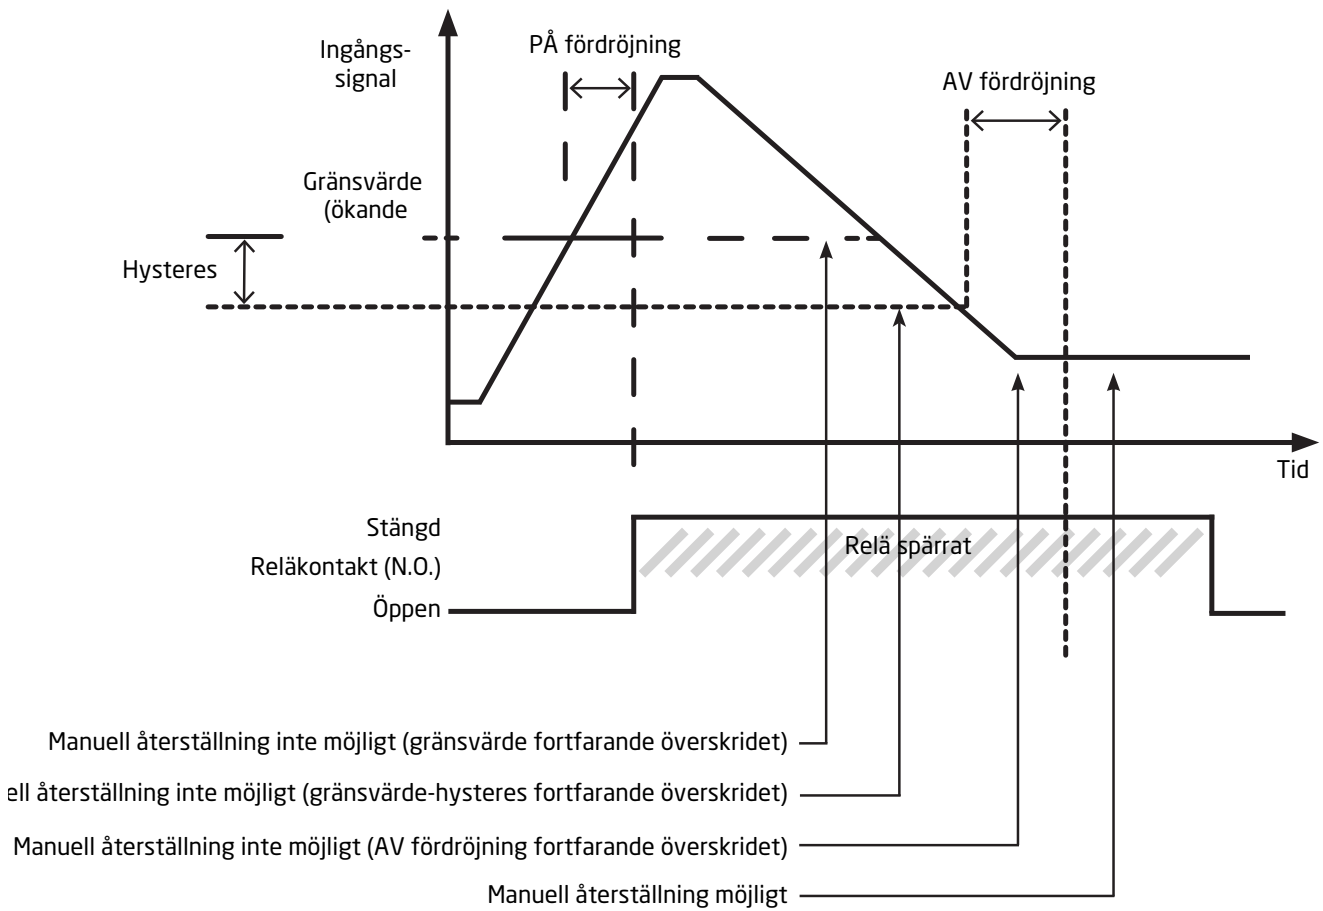 Ingångs-
signal
PÅ fördröjning
AV fördröjning
Gränsvärde
(ökande
Hysteres
Tid
Stängd
Reläkontakt (N.O.)
Öppen
Relä spärrat
Manuell återställning inte möjligt (gränsvärde fortfarande överskridet)
ell återställning inte möjligt (gränsvärde-hysteres fortfarande överskridet)
Manuell återställning inte möjligt (AV fördröjning fortfarande överskridet)
Manuell återställning möjligt